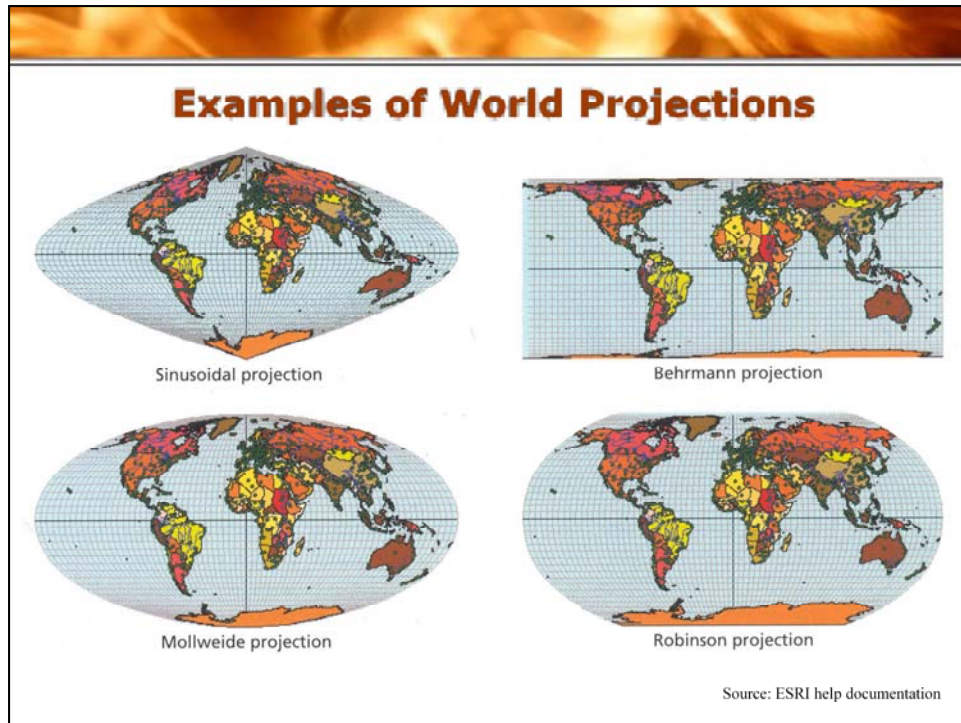 Examples of World Projections
Sinusoidal projection
Behrmann projection
Mollweide projection
Robinson projection
Source: ESRI help documentation